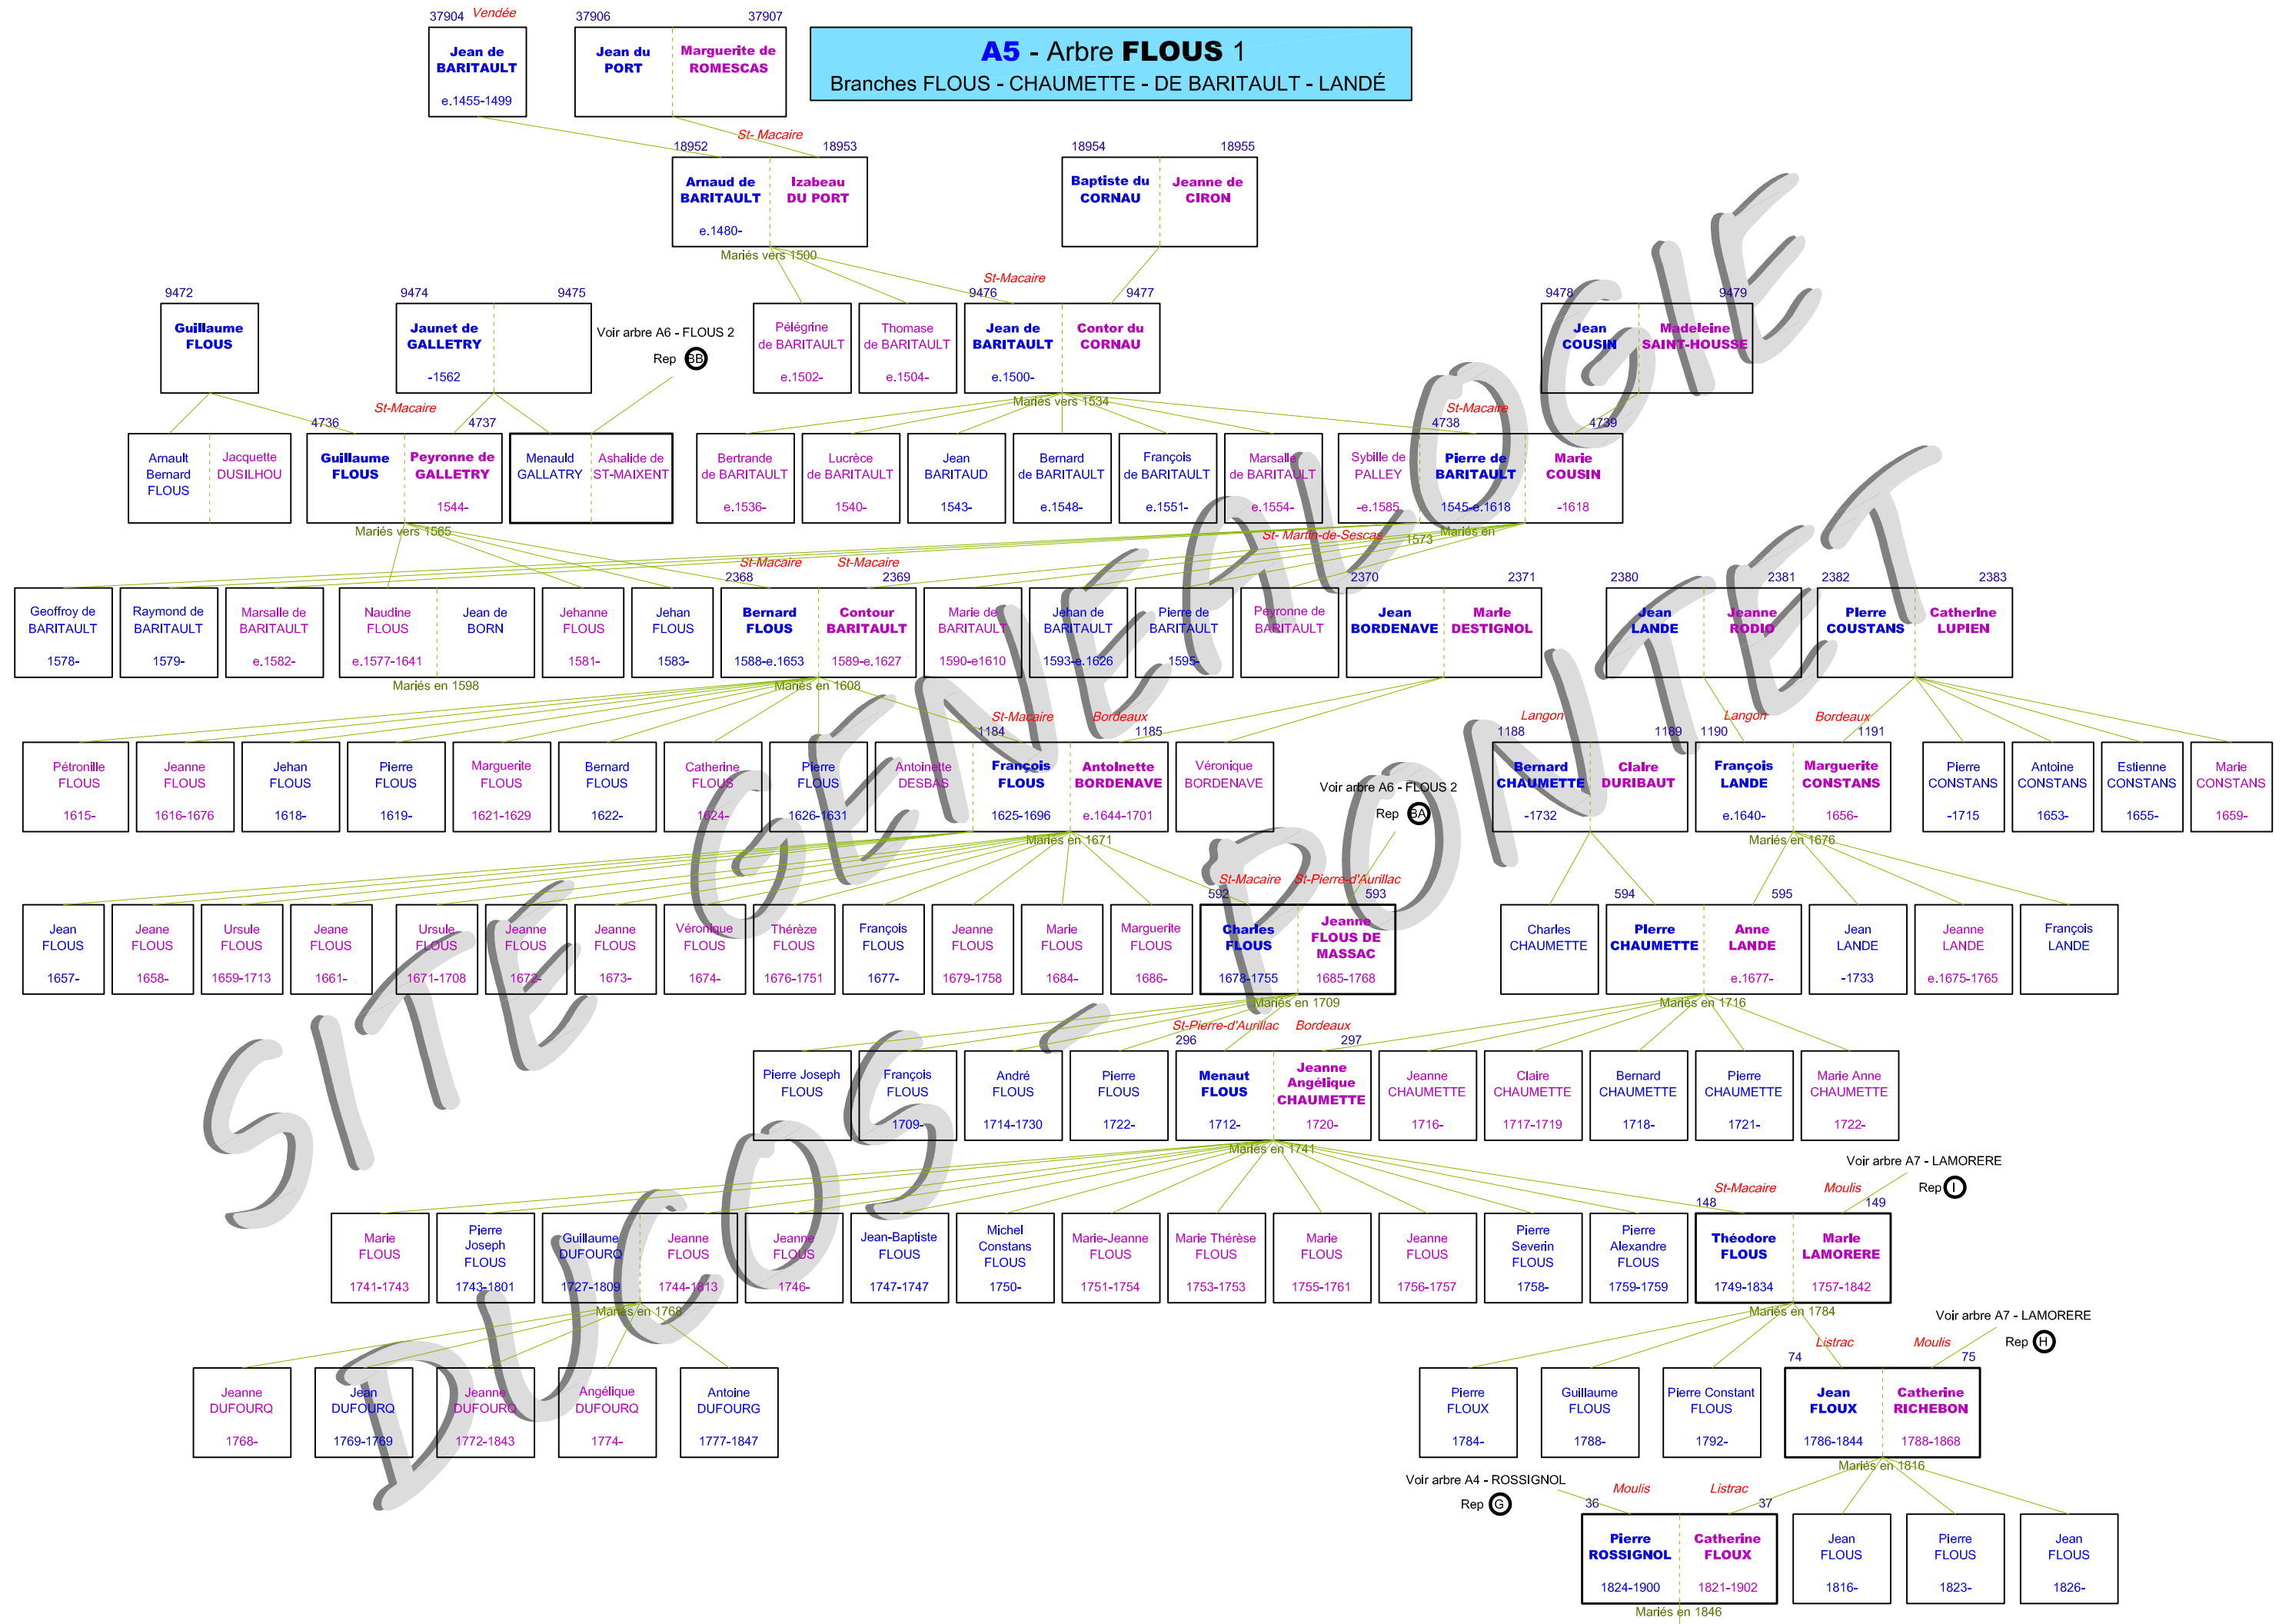 37904 Vendée 37906 37907
A5 - Arbre FLOUS 1
Branches FLOUS - CHAUMETTE - DE BARITAULT - LANDÉ
Jean de BARITAULT
e.1455-1499
Jean du PORT
Marguerite de ROMESCAS
St- Macaire
18952 18953 18954 18955
Arnaud de BARITAULT
e.1480-
Izabeau DU PORT
Mariés vers 1500
Baptiste du CORNAU
Jeanne de CIRON
St-Macaire
9472 9474 9475 9476 9477 9478 9479
Guillaume FLOUS
Jaunet de GALLETRY
-1562
Voir arbre A6 - FLOUS 2
Rep BB
Pélégrine de BARITAULT
e.1502-
Thomase de BARITAULT
e.1504-
Jean de BARITAULT
e.1500-
Contor du CORNAU
Mariés vers 1534
Jean COUSIN
Madeleine SAINT-HOUSSE
St-Macaire St-Macaire
4736 4737 4738 4739
Arnault Bernard FLOUS
Jacquette DUSILHOU
Guillaume FLOUS
Peyronne de GALLETRY
1544-
Mariés vers 1565
Menauld GALLATRY
Ashalide de ST-MAIXENT
Bertrande de BARITAULT
e.1536-
Lucrèce de BARITAULT
1540-
Jean BARITAUD
1543-
Bernard de BARITAULT
e.1548-
François de BARITAULT
e.1551-
Marsalle de BARITAULT
e.1554-
Sybille de PALLEY
-e.1585
Pierre de BARITAULT
1545-e.1618
Marie COUSIN
-1618
St- Martin-de-Sescas
1573 Mariés en
St-Macaire St-Macaire
2368 2369 2370 2371 2380 2381 2382 2383
Geoffroy de BARITAULT
1578-
Raymond de BARITAULT
1579-
Marsalle de BARITAULT
e.1582-
Naudine FLOUS
e.1577-1641
Jean de BORN
Mariés en 1598
Jehanne FLOUS
1581-
Jehan FLOUS
1583-
Bernard FLOUS
1588-e.1653
Contour BARITAULT
1589-e.1627
Mariés en 1608
Marie de BARITAULT
1590-e1610
Jehan de BARITAULT
1593-e.1626
Pierre de BARITAULT
1595-
Peyronne de BARITAULT
Jean BORDENAVE
Marie DESTIGNOL
Jean LANDE
Jeanne RODIO
Pierre COUSTANS
Catherine LUPIEN
St-Macaire Bordeaux Langon Langon Bordeaux
1184 1185 1188 1189 1190 1191
Pétronille FLOUS
1615-
Jeanne FLOUS
1616-1676
Jehan FLOUS
1618-
Pierre FLOUS
1619-
Marguerite FLOUS
1621-1629
Bernard FLOUS
1622-
Catherine FLOUS
1624-
Pierre FLOUS
1626-1631
Antoinette DESBAS
François FLOUS
1625-1696
Antoinette BORDENAVE
e.1644-1701
Mariés en 1671
Véronique BORDENAVE
Voir arbre A6 - FLOUS 2
Rep BA
Bernard CHAUMETTE
-1732
Claire DURIBAUT
François LANDE
e.1640-
Marguerite CONSTANS
1656-
Mariés en 1676
Pierre CONSTANS
-1715
Antoine CONSTANS
1653-
Estienne CONSTANS
1655-
Marie CONSTANS
1659-
St-Macaire St-Pierre-d'Aurillac
592 593 594 595
Jean FLOUS
1657-
Jeane FLOUS
1658-
Ursule FLOUS
1659-1713
Jeane FLOUS
1661-
Ursule FLOUS
1671-1708
Jeanne FLOUS
1672-
Jeanne FLOUS
1673-
Véronique FLOUS
1674-
Thérèze FLOUS
1676-1751
François FLOUS
1677-
Jeanne FLOUS
1679-1758
Marie FLOUS
1684-
Marguerite FLOUS
1686-
Charles FLOUS
1678-1755
Jeanne FLOUS DE MASSAC
1685-1768
Mariés en 1709
Charles CHAUMETTE
Pierre CHAUMETTE
Anne LANDE
e.1677-
Mariés en 1716
Jean LANDE
-1733
Jeanne LANDE
e.1675-1765
François LANDE
St-Pierre-d'Aurillac Bordeaux
296 297
Pierre Joseph FLOUS
François FLOUS
1709-
André FLOUS
1714-1730
Pierre FLOUS
1722-
Menaut FLOUS
1712-
Jeanne Angélique CHAUMETTE
1720-
Mariés en 1741
Jeanne CHAUMETTE
1716-
Claire CHAUMETTE
1717-1719
Bernard CHAUMETTE
1718-
Pierre CHAUMETTE
1721-
Marie Anne CHAUMETTE
1722-
Voir arbre A7 - LAMORERE
Rep I
St-Macaire Moulis
148 149
Marie FLOUS
1741-1743
Pierre Joseph FLOUS
1743-1801
Guillaume DUFOURQ
1727-1809
Jeanne FLOUS
1744-1813
Mariés en 1768
Jeanne FLOUS
1746-
Jean-Baptiste FLOUS
1747-1747
Michel Constans FLOUS
1750-
Marie-Jeanne FLOUS
1751-1754
Marie Thérèse FLOUS
1753-1753
Marie FLOUS
1755-1761
Jeanne FLOUS
1756-1757
Pierre Severin FLOUS
1758-
Pierre Alexandre FLOUS
1759-1759
Théodore FLOUS
1749-1834
Marie LAMORERE
1757-1842
Mariés en 1784
Voir arbre A7 - LAMORERE
Rep H
Listrac Moulis
74 75
Jeanne DUFOURQ
1768-
Jean DUFOURQ
1769-1769
Jeanne DUFOURQ
1772-1843
Angélique DUFOURQ
1774-
Antoine DUFOURG
1777-1847
Pierre FLOUX
1784-
Guillaume FLOUS
1788-
Pierre Constant FLOUS
1792-
Jean FLOUX
1786-1844
Catherine RICHEBON
1788-1868
Mariés en 1816
Voir arbre A4 - ROSSIGNOL
Rep G
Moulis Listrac
36 37
Pierre ROSSIGNOL
1824-1900
Catherine FLOUX
1821-1902
Mariés en 1846
Jean FLOUS
1816-
Pierre FLOUS
1823-
Jean FLOUS
1826-
SITE GENEALOGIE
DUCOS - PONTET